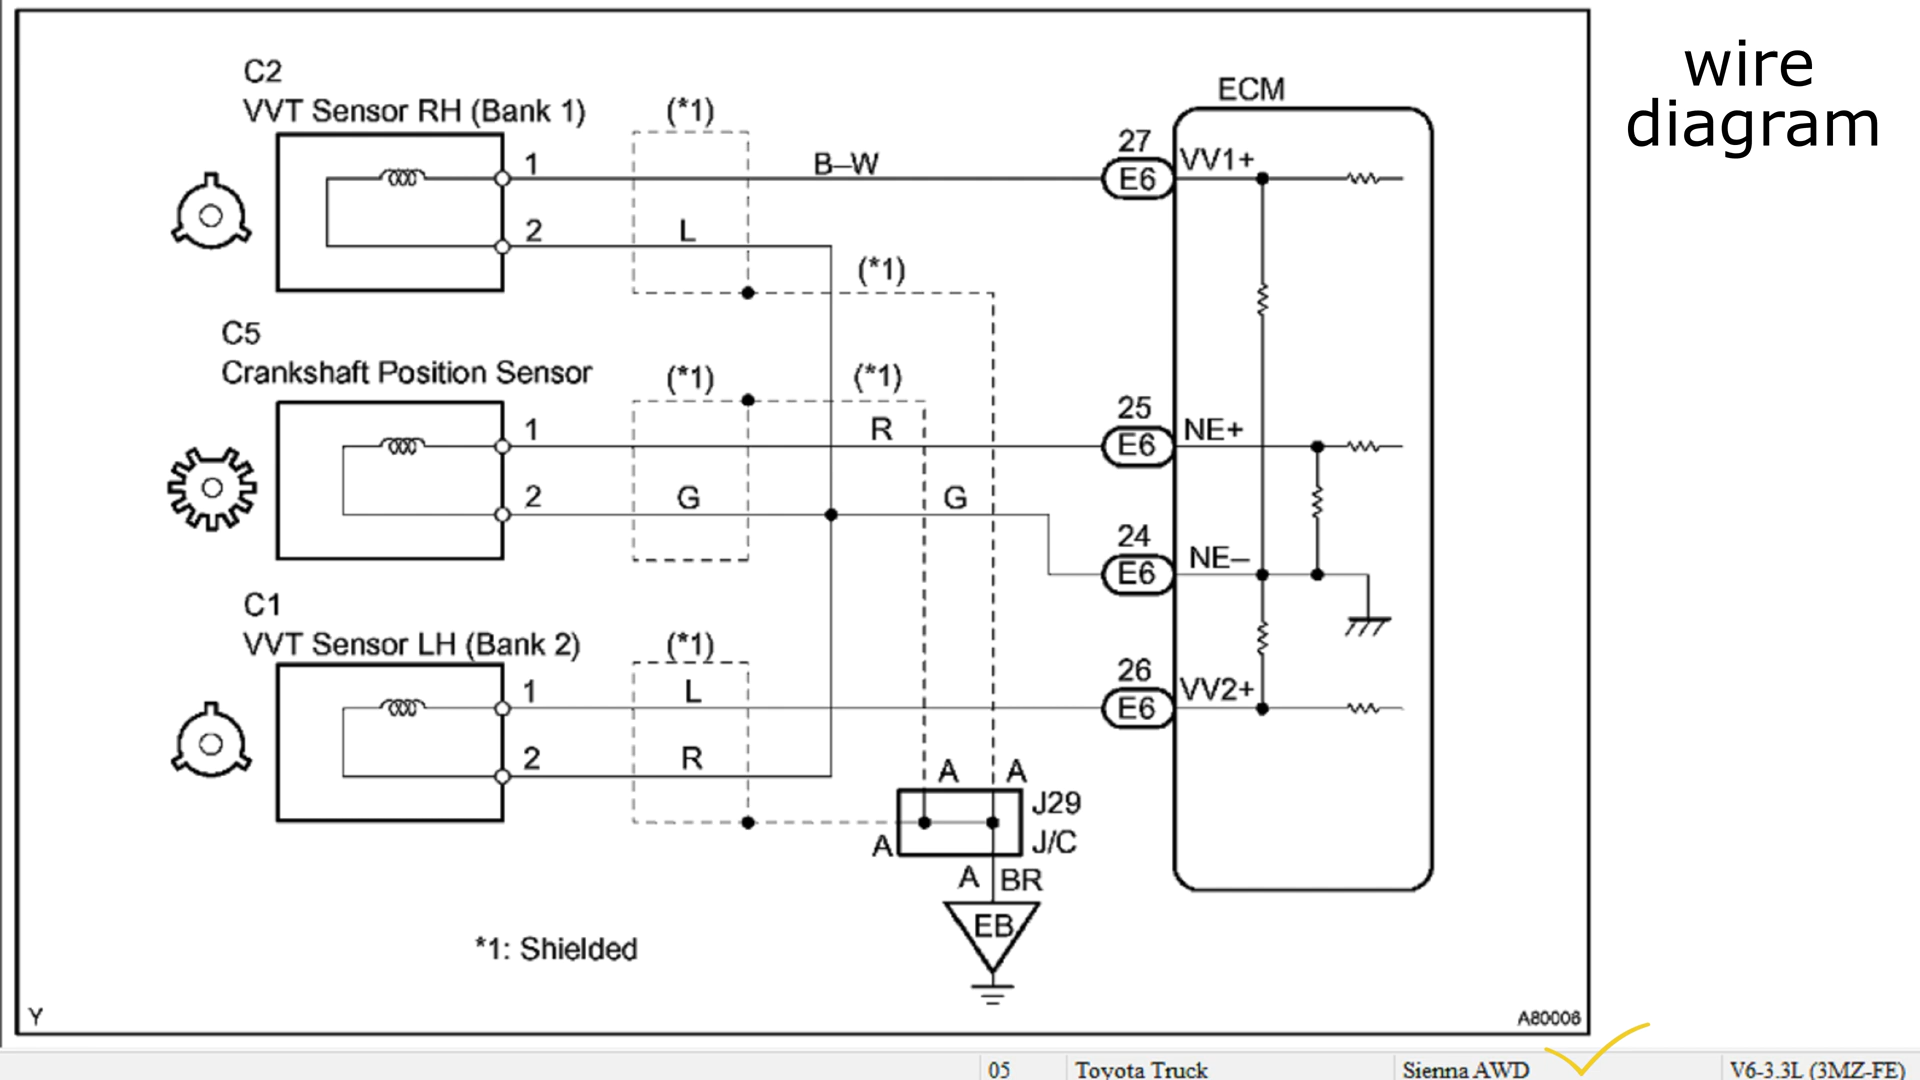 wire
diagram
C2
VVT Sensor RH (Bank 1)
(*1)
ECM
1
B–W
27
E6
VV1+
2
L
(*1)
C5
Crankshaft Position Sensor
(*1)
(*1)
1
R
25
E6
NE+
2
G
G
24
E6
NE–
C1
VVT Sensor LH (Bank 2)
(*1)
1
L
26
E6
VV2+
2
R
A
A
J29
J/C
A
A
BR
EB
*1: Shielded
Y
A80006
05
Toyota Truck
Sienna AWD
V6-3.3L (3MZ-FE)